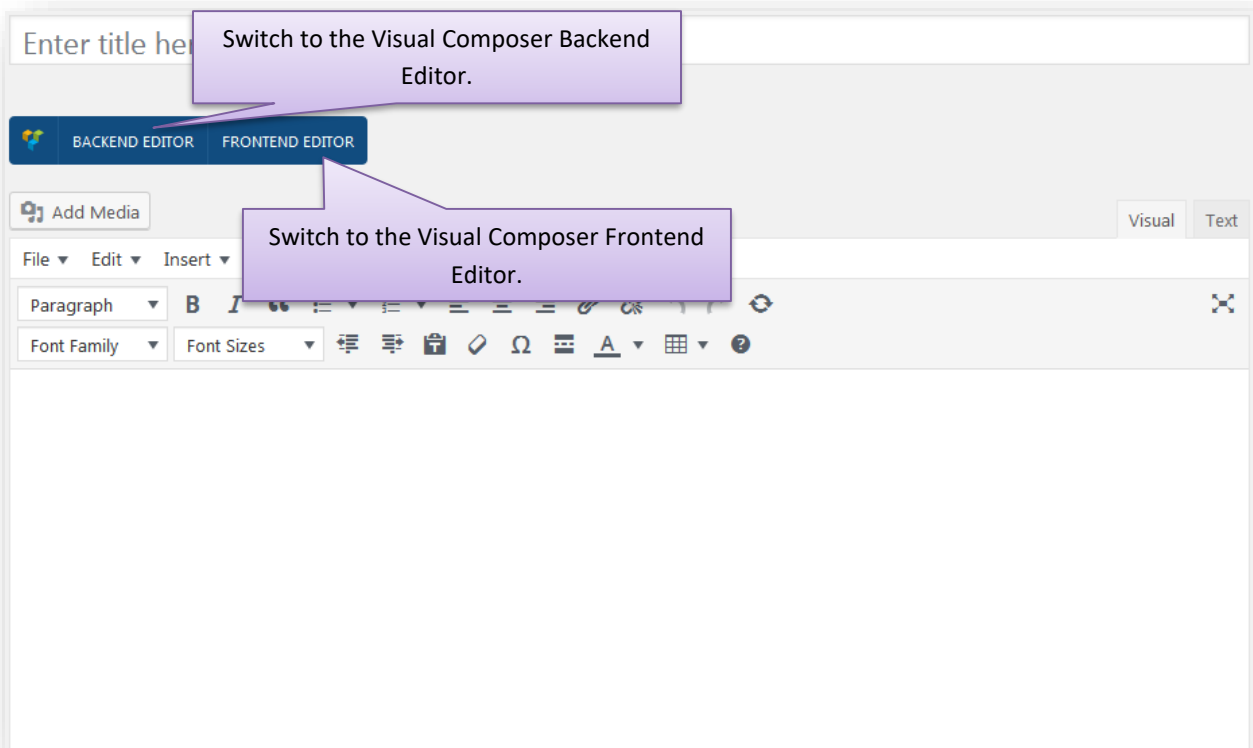 Enter title her
Switch to the Visual Composer Backend
Editor.
BACKEND EDITOR FRONTEND EDITOR
Add Media
Visual Text
Switch to the Visual Composer Frontend
Editor.
File Edit Insert
Paragraph B I
Font Family Font Sizes T Ω A